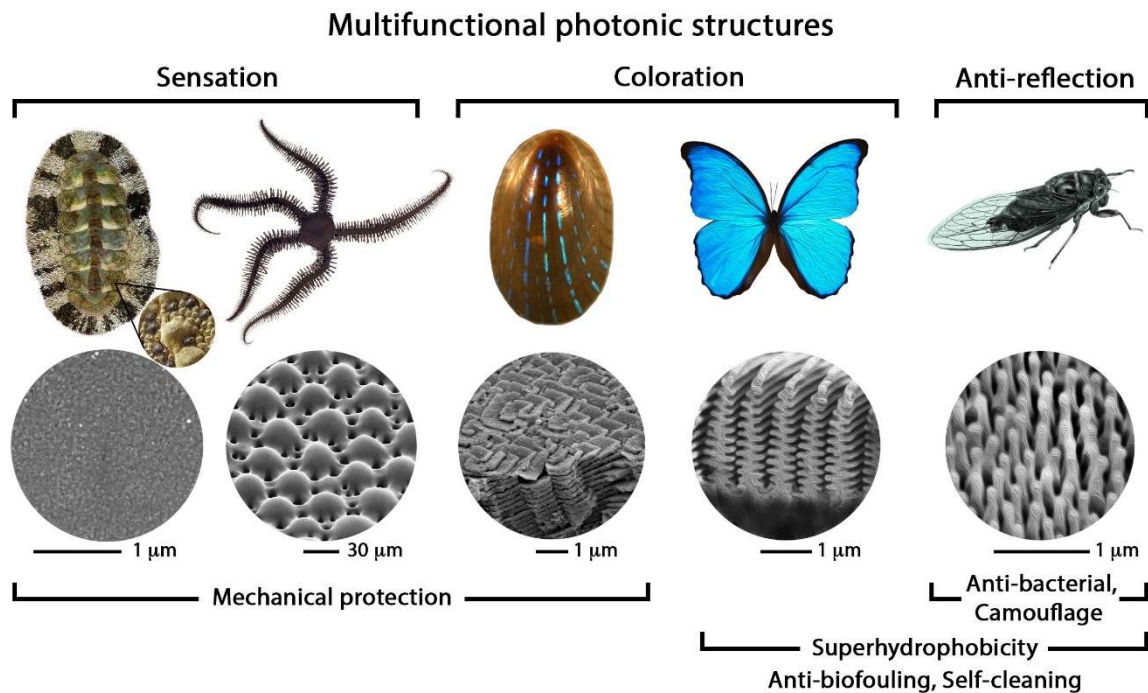 Multifunctional photonic structures
Sensation
Coloration
Anti-reflection
1 μm
30 μm
1 μm
1 μm
1 μm
Mechanical protection
Anti-bacterial,
Camouflage
Superhydrophobicity
Anti-biofouling, Self-cleaning